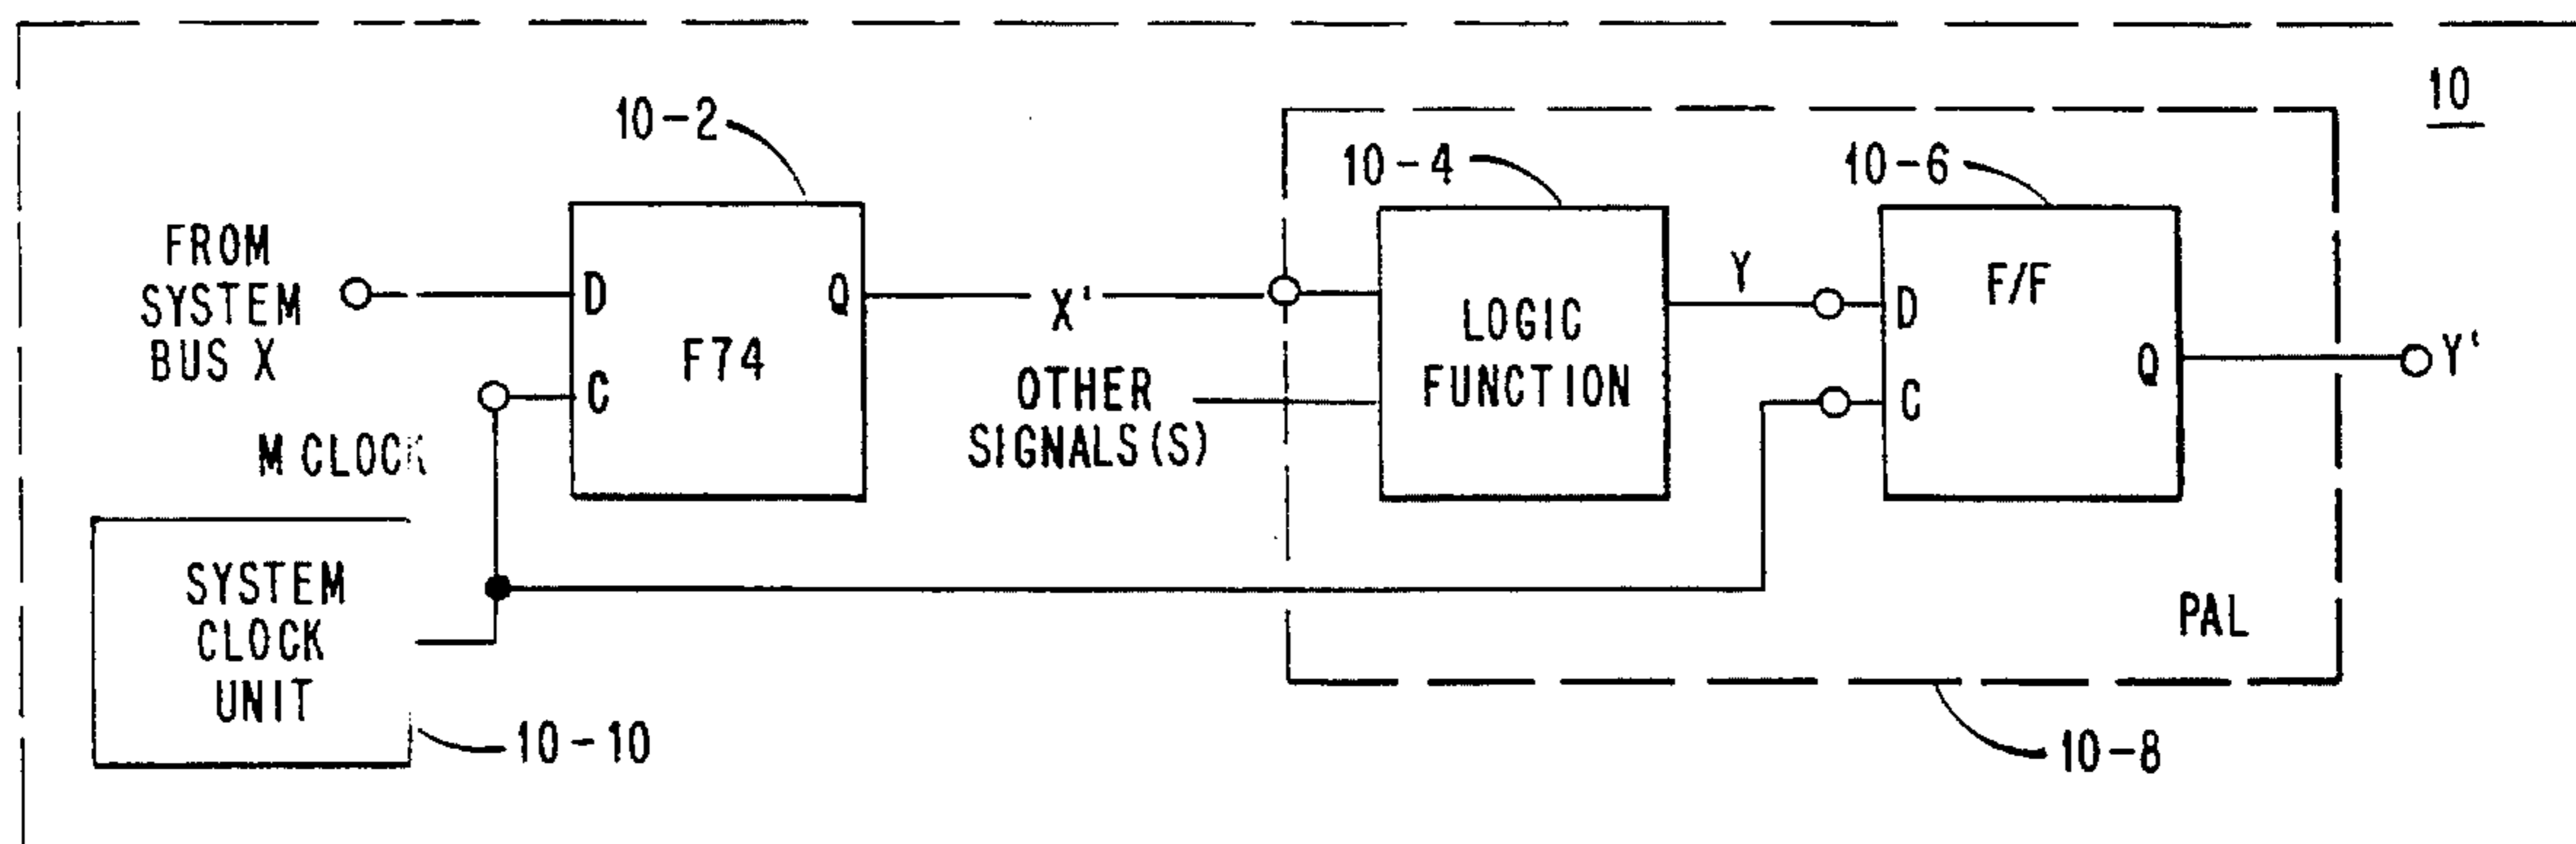 10
10-2
10-4
10-6
FROM
SYSTEM
BUS X
D
Q
F74
C
X'
OTHER
SIGNALS(S)
LOGIC
FUNCTION
Y
F/F
D
Q
C
Y'
M CLOCK
SYSTEM
CLOCK
UNIT
PAL
10-10
10-8